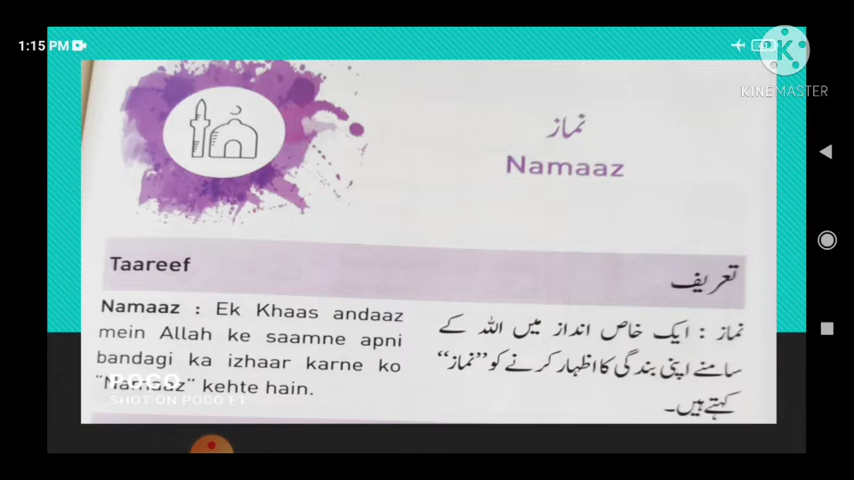 1:15 PM
41
K
KINEMASTER
نماز
Namaaz
Taareef
تعریف
Namaaz : Ek Khaas andaaz
mein Allah ke saamne apni
bandagi ka izhaar karne ko
"Namaaz" kehte hain.
نماز : ایک خاص انداز میں اللہ کے
سامنے اپنی بندگی کا اظہار کرنے کو ”نماز“
کہتے ہیں۔
POCO
SHOT ON POCO F1